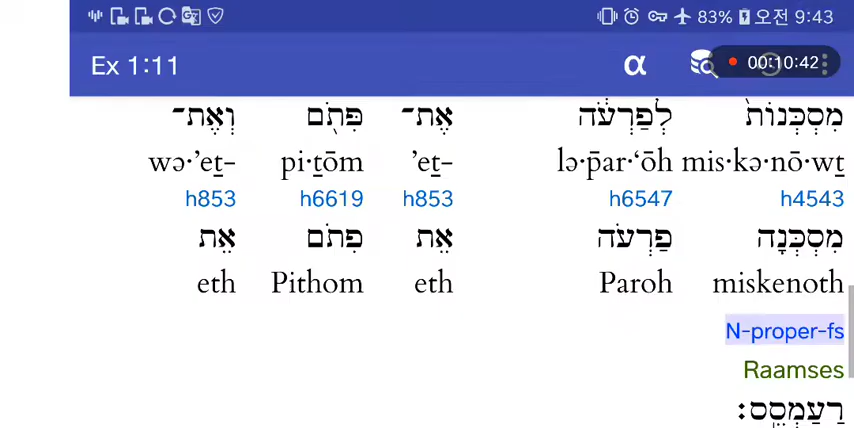 83% 오전 9:43
Ex 1:11 α 00:10:42
מִסְכְּנוֹת֙ לְפַרְעֹ֔ה אֶת־ פִּתֹ֖ם וְאֶת־
wə·’eṯ- pi·ṯōm ’eṯ- lə·p̄ar·‘ōh mis·kə·nō·wṯ
h853 h6619 h853 h6547 h4543
מִסְכְּנָה פַּרְעֹה אֵת פִּתֹם אֵת
eth Pithom eth Paroh miskenoth
N-proper-fs
Raamses
רַעַמְסֵֽס׃